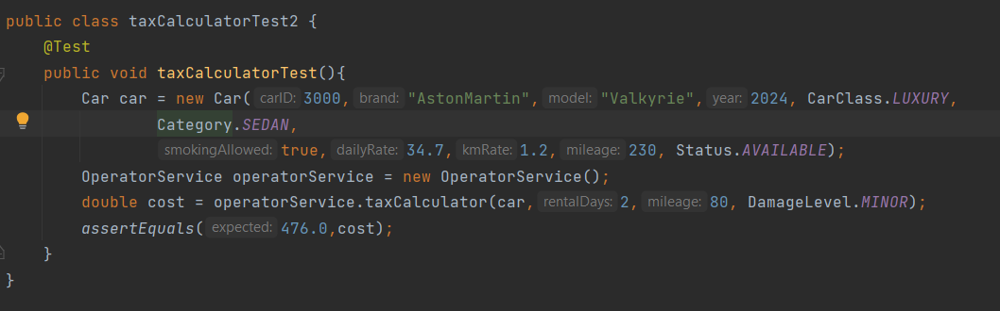 public class taxCalculatorTest2 {
@Test
public void taxCalculatorTest(){
Car car = new Car( carID: 3000, brand: "AstonMartin", model: "Valkyrie", year: 2024, CarClass.LUXURY,
Category.SEDAN,
smokingAllowed: true, dailyRate: 34.7, kmRate: 1.2, mileage: 230, Status.AVAILABLE);
OperatorService operatorService = new OperatorService();
double cost = operatorService.taxCalculator(car, rentalDays: 2, mileage: 80, DamageLevel.MINOR);
assertEquals( expected: 476.0,cost);
}
}